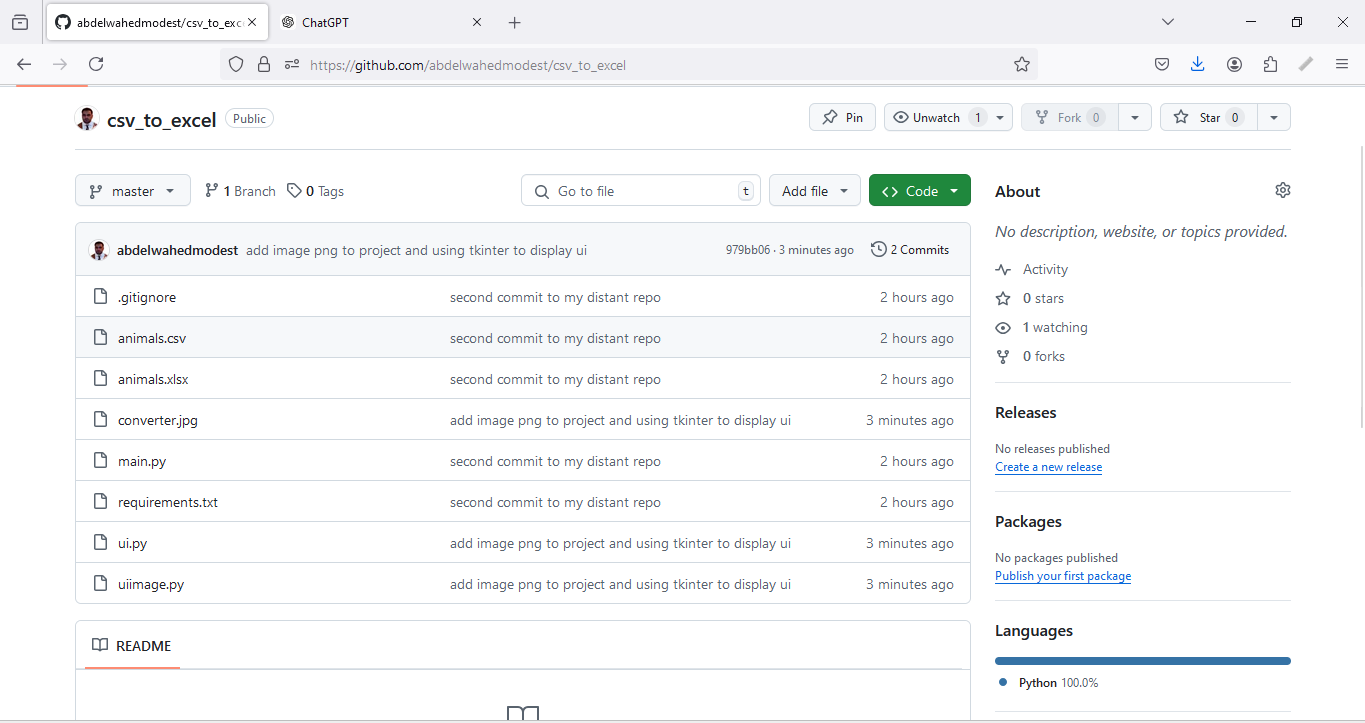 abdelwahedmodest/csv_to_exc
ChatGPT
https://github.com/abdelwahedmodest/csv_to_excel
csv_to_excel Public
Pin
Unwatch 1
Fork 0
Star 0
master
1 Branch
0 Tags
Go to file t
Add file
Code
abdelwahedmodest add image png to project and using tkinter to display ui 979bb06 · 3 minutes ago 2 Commits
.gitignore second commit to my distant repo 2 hours ago
animals.csv second commit to my distant repo 2 hours ago
animals.xlsx second commit to my distant repo 2 hours ago
converter.jpg add image png to project and using tkinter to display ui 3 minutes ago
main.py second commit to my distant repo 2 hours ago
requirements.txt second commit to my distant repo 2 hours ago
ui.py add image png to project and using tkinter to display ui 3 minutes ago
uiimage.py add image png to project and using tkinter to display ui 3 minutes ago
README
About
No description, website, or topics provided.
Activity
0 stars
1 watching
0 forks
Releases
No releases published
Create a new release
Packages
No packages published
Publish your first package
Languages
Python 100.0%